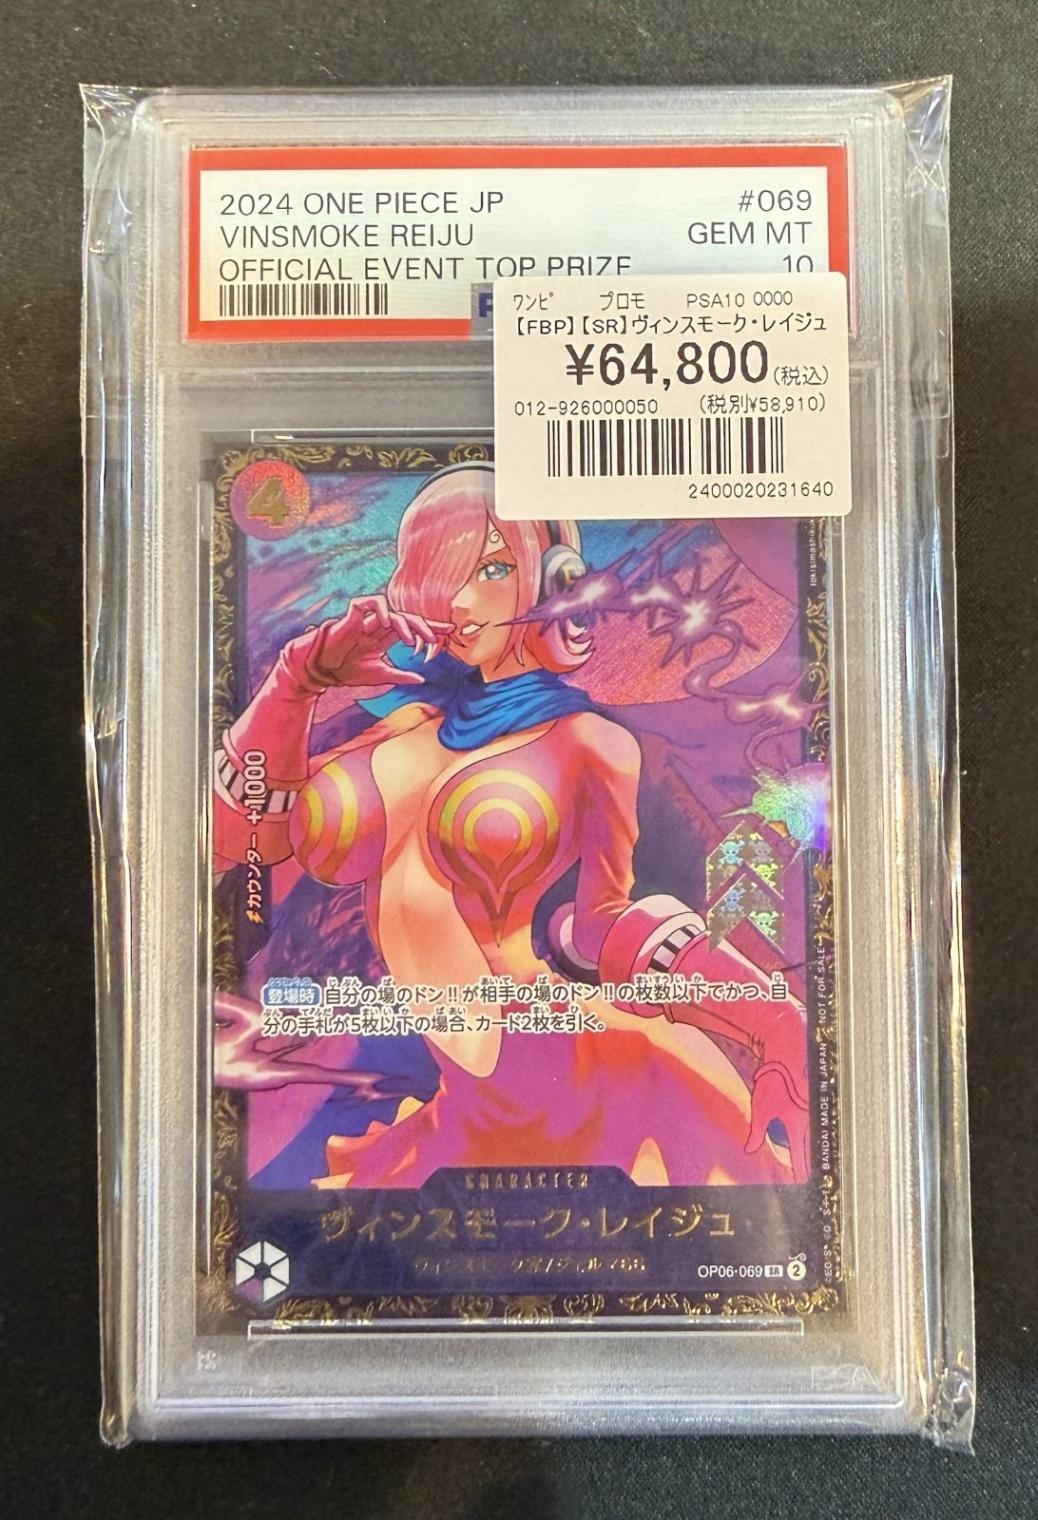 2024 ONE PIECE JP #069
VINSMOKE REIJU GEM MT
OFFICIAL EVENT TOP PRIZE 10
ワンピ プロモ PSA10 0000
【FBP】【SR】ヴィンスモーク・レイジュ
¥64,800(税込)
012-926000050 (税別¥58,910)
2400020231640
4
カウンター +1000
登場時 自分の場のドン!!が相手の場のドン!!の枚数以下でかつ、自
分の手札が5枚以下の場合、カード2枚を引く。
CHARACTER
ヴィンスモーク・レイジュ
OP06-069 SR 2
BANDAI MADE IN JAPAN NOT FOR SALE